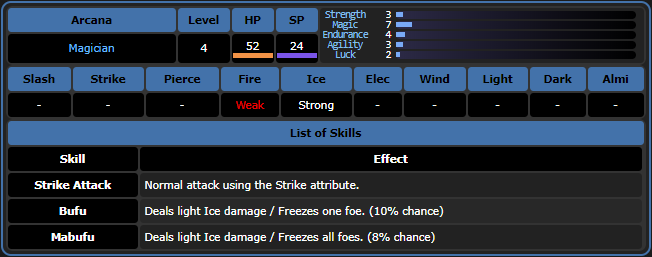 Arcana Level HP SP
Magician 4 52 24
Strength 3
Magic 7
Endurance 4
Agility 3
Luck 2
Slash Strike Pierce Fire Ice Elec Wind Light Dark Almi
- - - Weak Strong - - - - -
List of Skills
Skill Effect
Strike Attack Normal attack using the Strike attribute.
Bufu Deals light Ice damage / Freezes one foe. (10% chance)
Mabufu Deals light Ice damage / Freezes all foes. (8% chance)